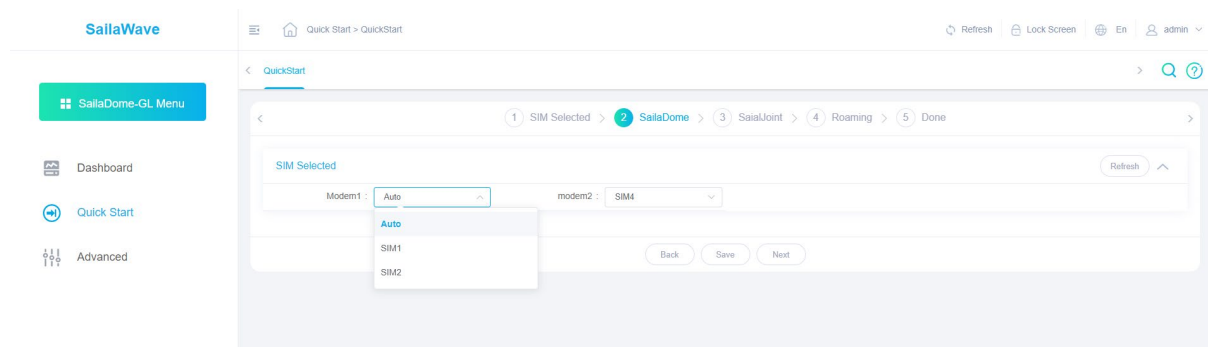 SailaWave
Quick Start > QuickStart
Refresh
Lock Screen
En
admin
QuickStart
SailaDome-GL Menu
1 SIM Selected > 2 SailaDome > 3 SaialJoint > 4 Roaming > 5 Done
Dashboard
Quick Start
Advanced
SIM Selected
Refresh
Modem1 : Auto
modem2 : SIM4
Auto
SIM1
SIM2
Back
Save
Next